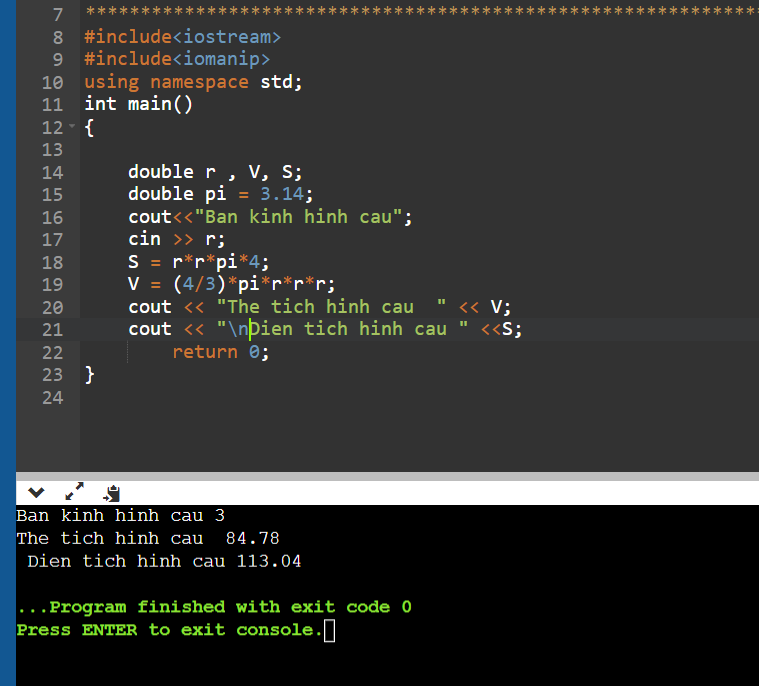 7 *************************************************************
8 #include<iostream>
9 #include<iomanip>
10 using namespace std;
11 int main()
12 {
13
14 double r , V, S;
15 double pi = 3.14;
16 cout<<"Ban kinh hinh cau";
17 cin >> r;
18 S = r*r*pi*4;
19 V = (4/3)*pi*r*r*r;
20 cout << "The tich hinh cau  " << V;
21 cout << "\nDien tich hinh cau " <<S;
22 return 0;
23 }
24
Ban kinh hinh cau 3
The tich hinh cau  84.78
Dien tich hinh cau 113.04
...Program finished with exit code 0
Press ENTER to exit console.